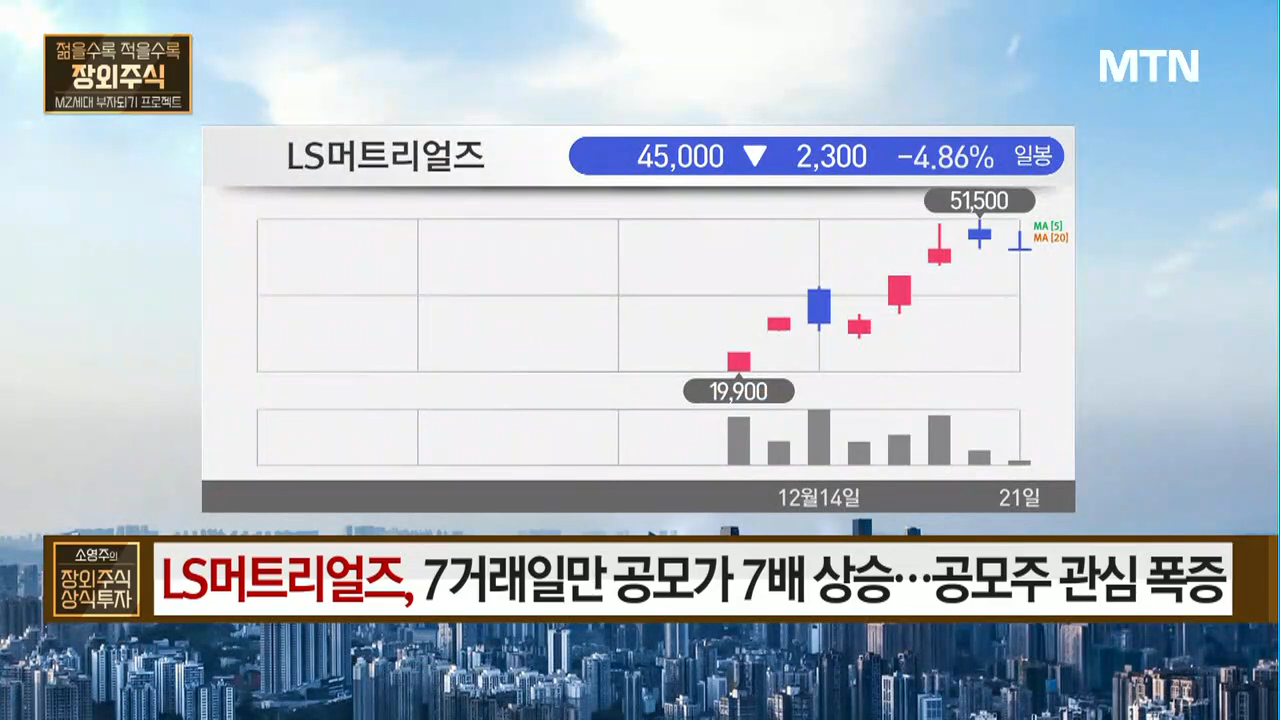 젊을수록 적을수록
장외주식
MZ세대 부자되기 프로젝트
MTN
LS머트리얼즈
45,000 ▼ 2,300 -4.86% 일봉
51,500
MA [5]
MA [20]
19,900
12월14일 21일
소영주의
장외주식
상식투자
LS머트리얼즈, 7거래일만 공모가 7배 상승…공모주 관심 폭증